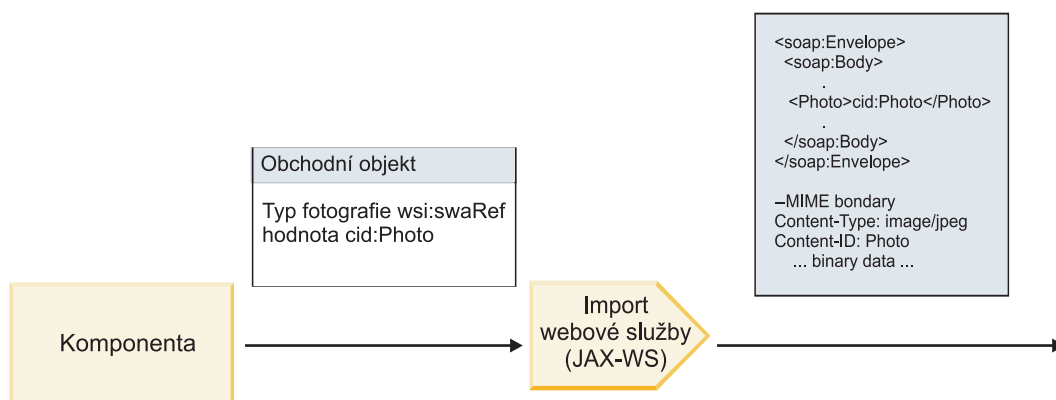 Komponenta
Obchodní objekt
Typ fotografie wsi:swaRef
hodnota cid:Photo
Import
webové služby
(JAX-WS)
<soap:Envelope>
<soap:Body>
.
<Photo>cid:Photo</Photo>
.
</soap:Body>
</soap:Envelope>
–MIME bondary
Content-Type: image/jpeg
Content-ID: Photo
... binary data ...